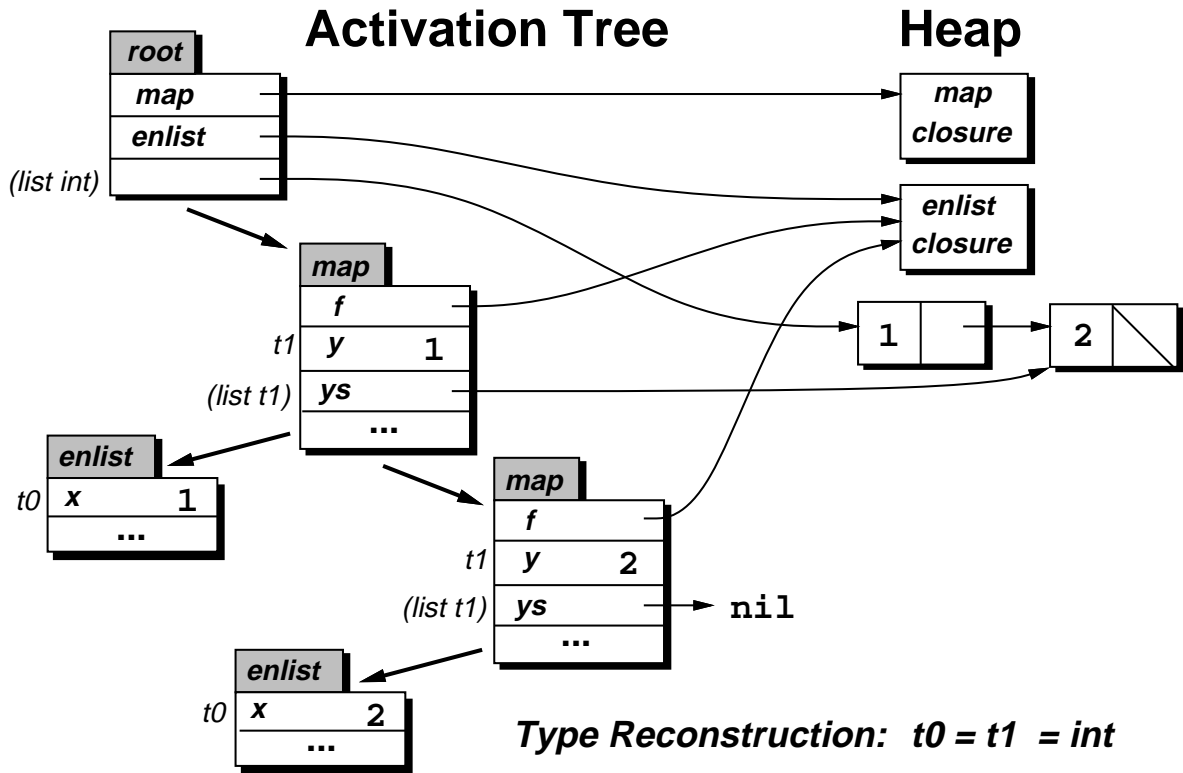 Activation Tree
Heap
root
map
enlist
(list int)
map
closure
enlist
closure
map
f
t1 y 1
(list t1) ys
...
1
2
enlist
t0 x 1
...
map
f
t1 y 2
(list t1) ys
nil
...
enlist
t0 x 2
...
Type Reconstruction: t0 = t1 = int